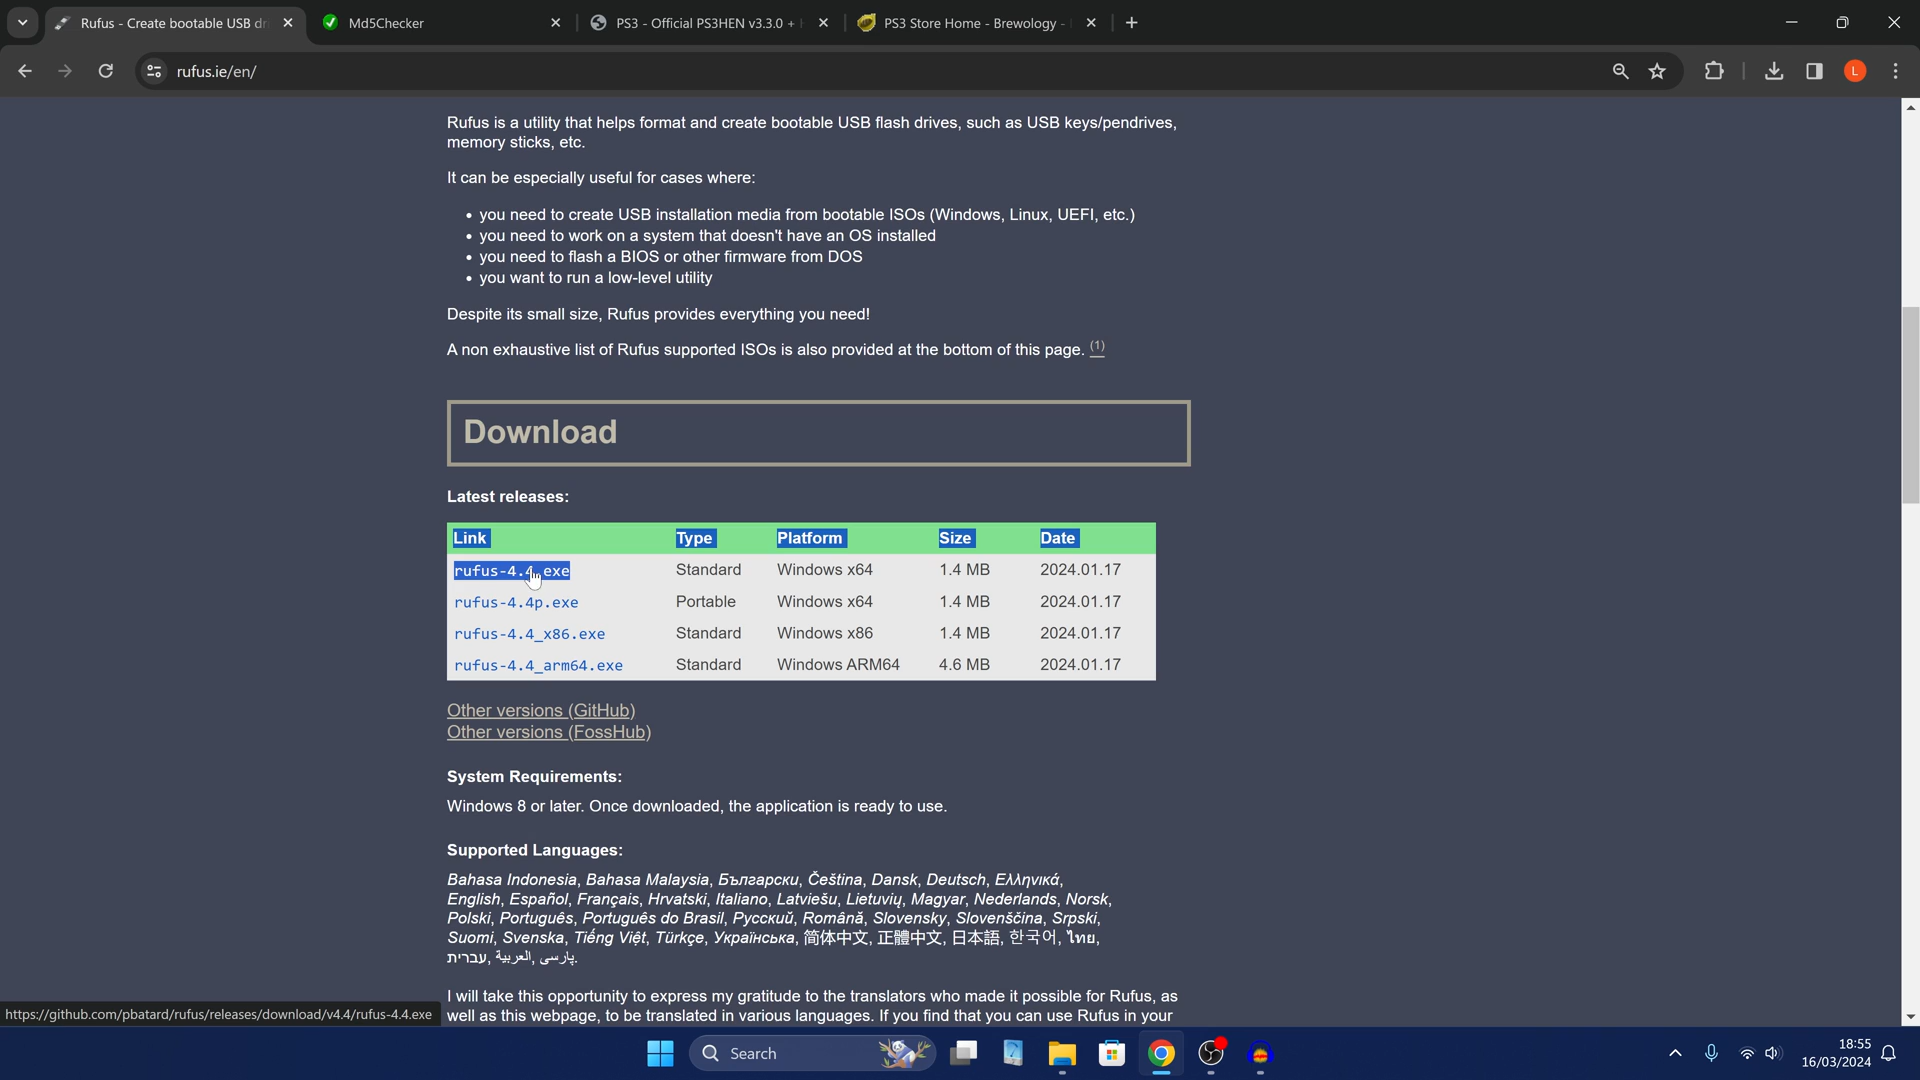 Rufus - Create bootable USB dr
Md5Checker
PS3 - Official PS3HEN v3.3.0 +
PS3 Store Home - Brewology -
rufus.ie/en/
L
Rufus is a utility that helps format and create bootable USB flash drives, such as USB keys/pendrives,
memory sticks, etc.
It can be especially useful for cases where:
• you need to create USB installation media from bootable ISOs (Windows, Linux, UEFI, etc.)
• you need to work on a system that doesn't have an OS installed
• you need to flash a BIOS or other firmware from DOS
• you want to run a low-level utility
Despite its small size, Rufus provides everything you need!
A non exhaustive list of Rufus supported ISOs is also provided at the bottom of this page. (1)
Download
Latest releases:
Link Type Platform Size Date
rufus-4.4.exe Standard Windows x64 1.4 MB 2024.01.17
rufus-4.4p.exe Portable Windows x64 1.4 MB 2024.01.17
rufus-4.4_x86.exe Standard Windows x86 1.4 MB 2024.01.17
rufus-4.4_arm64.exe Standard Windows ARM64 4.6 MB 2024.01.17
Other versions (GitHub)
Other versions (FossHub)
System Requirements:
Windows 8 or later. Once downloaded, the application is ready to use.
Supported Languages:
Bahasa Indonesia, Bahasa Malaysia, Български, Čeština, Dansk, Deutsch, Ελληνικά,
English, Español, Français, Hrvatski, Italiano, Latviešu, Lietuvių, Magyar, Nederlands, Norsk,
Polski, Português, Português do Brasil, Русский, Română, Slovensky, Slovenščina, Srpski,
Suomi, Svenska, Tiếng Việt, Türkçe, Українська, 简体中文, 正體中文, 日本語, 한국어, ไทย,
עברית, العربية, پارسی.
I will take this opportunity to express my gratitude to the translators who made it possible for Rufus, as
well as this webpage, to be translated in various languages. If you find that you can use Rufus in your
https://github.com/pbatard/rufus/releases/download/v4.4/rufus-4.4.exe
Search
18:55
16/03/2024